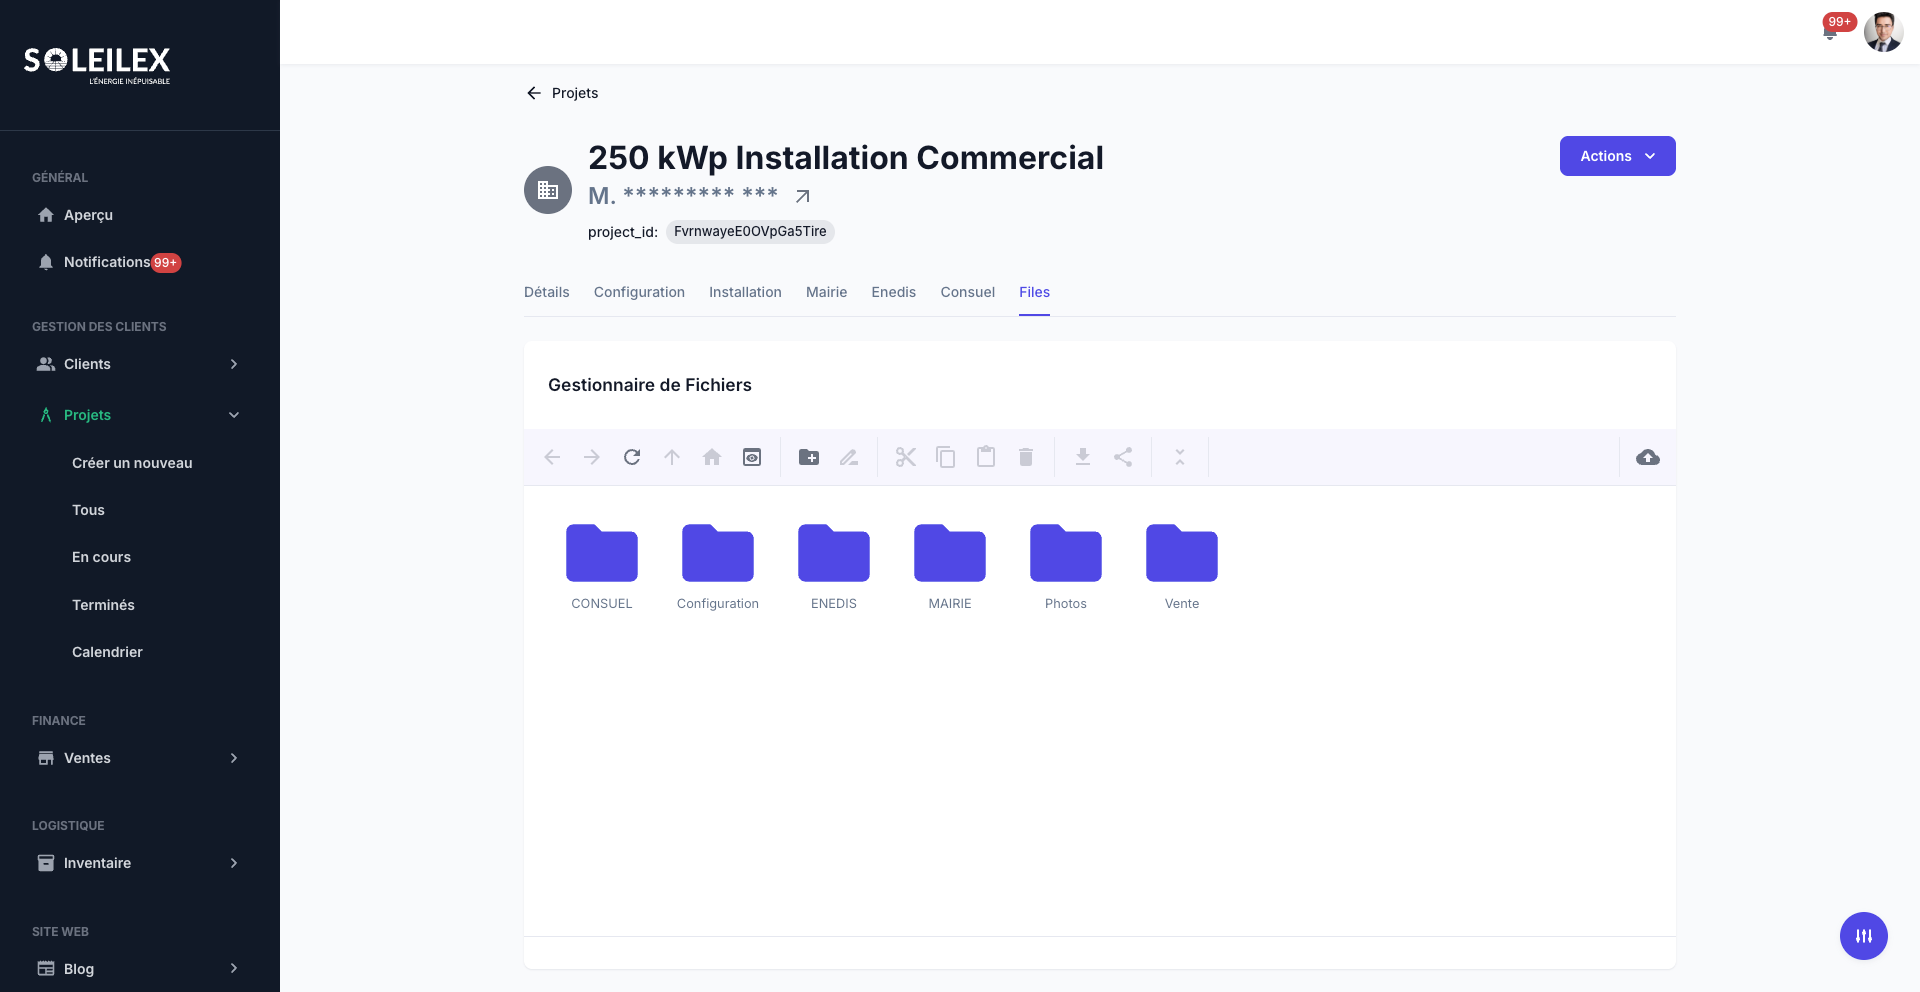 SOLEILEX
L'ÉNERGIE INÉPUISABLE
GÉNÉRAL
Aperçu
Notifications 99+
GESTION DES CLIENTS
Clients
Projets
Créer un nouveau
Tous
En cours
Terminés
Calendrier
FINANCE
Ventes
LOGISTIQUE
Inventaire
SITE WEB
Blog
99+
Projets
250 kWp Installation Commercial
Actions
M. ********* ***
project_id: FvrnwayeE0OVpGa5Tire
Détails Configuration Installation Mairie Enedis Consuel Files
Gestionnaire de Fichiers
CONSUEL Configuration ENEDIS MAIRIE Photos Vente